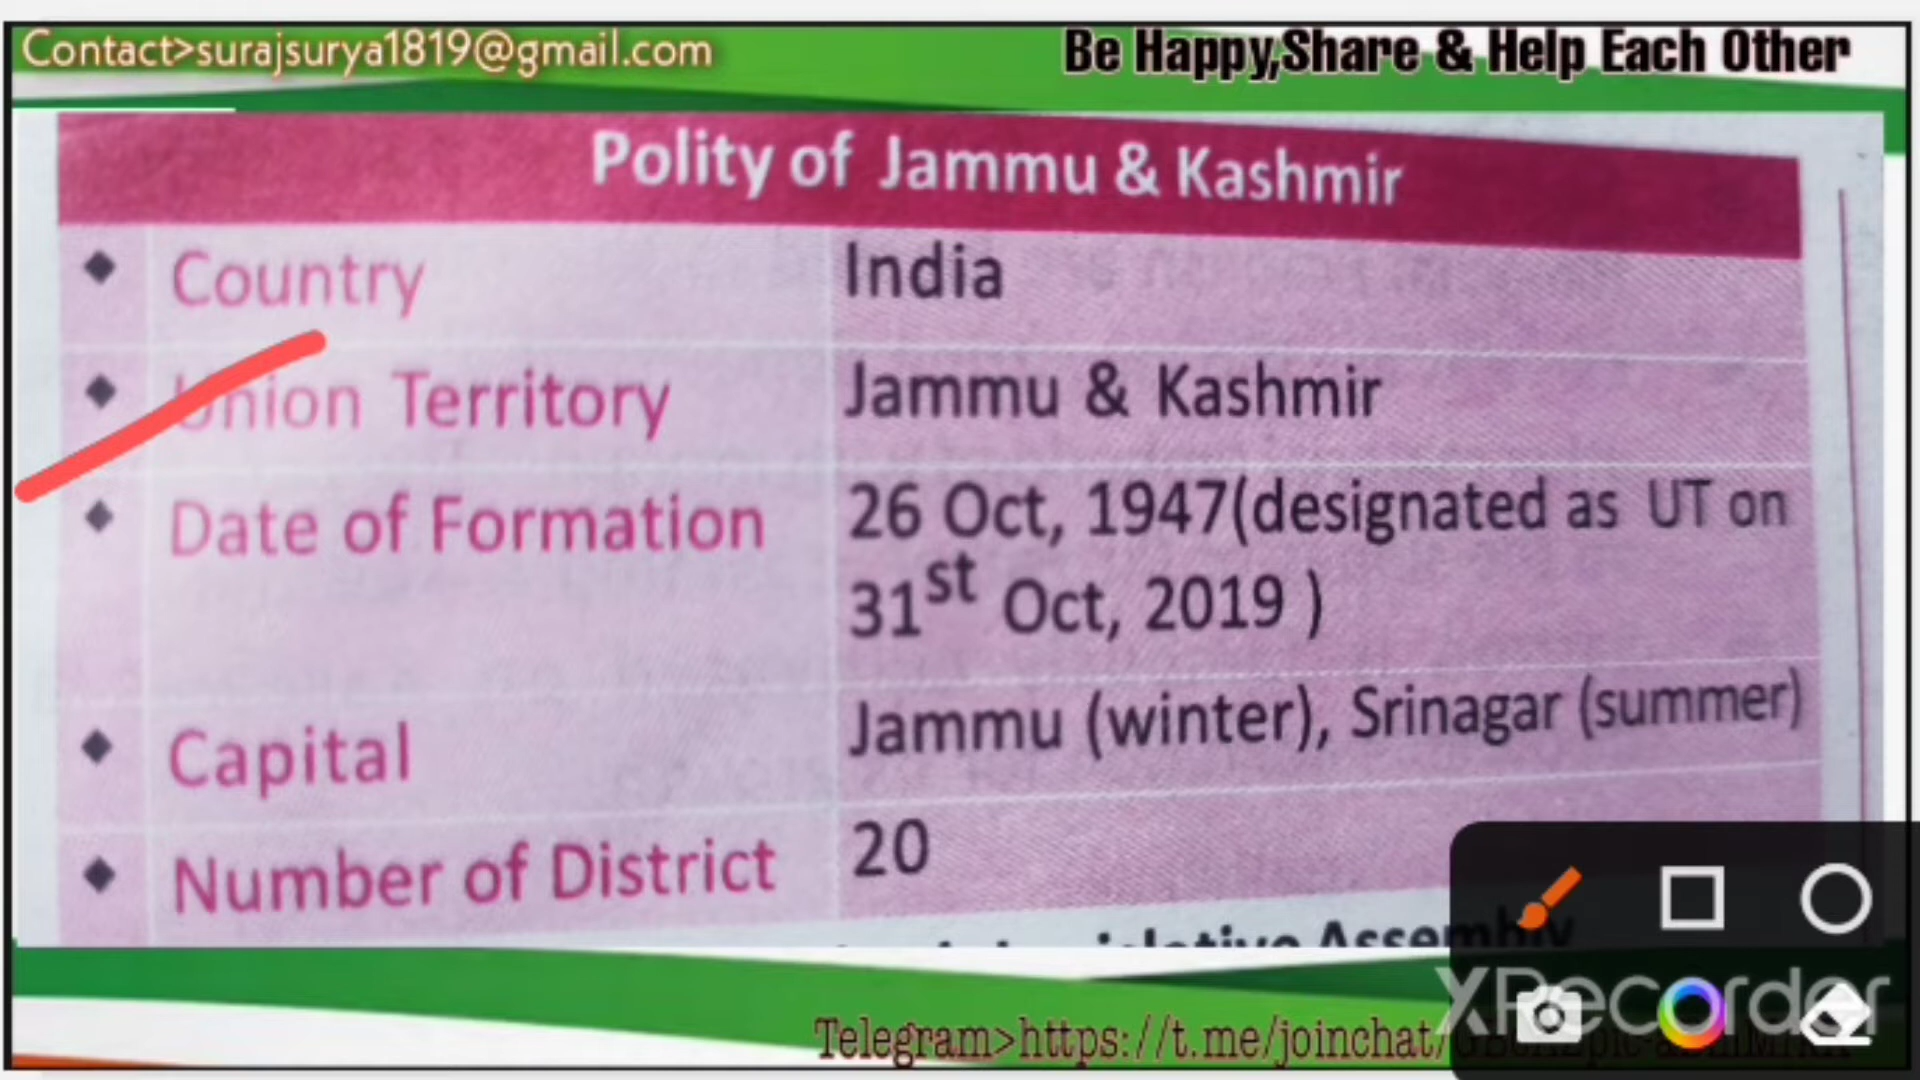 Contact>surajsurya1819@gmail.com
Be Happy,Share & Help Each Other
Polity of Jammu & Kashmir
Country India
Union Territory Jammu & Kashmir
Date of Formation 26 Oct, 1947(designated as UT on
31st Oct, 2019 )
Capital Jammu (winter), Srinagar (summer)
Number of District 20
Assembly
XRecorder
Telegram>https://t.me/joinchat/